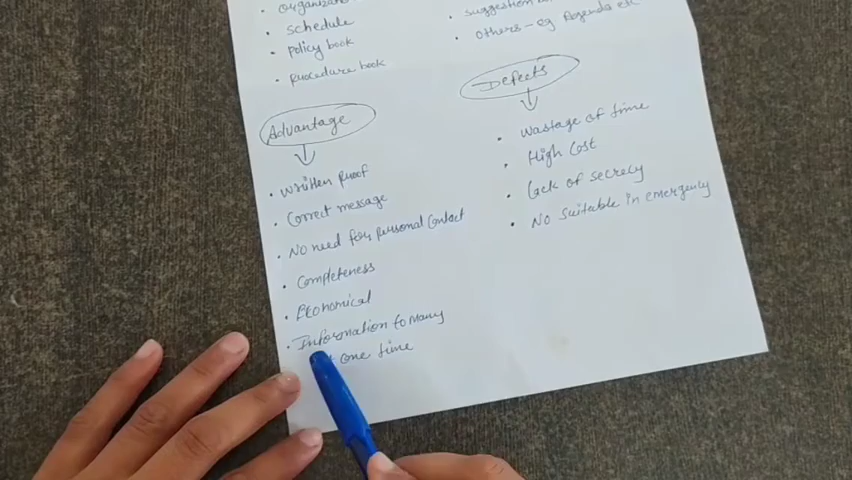 schedule
policy book
procedure book
suggestion
others - eg Agenda etc
Advantage
written proof
Correct message
No need for personal Contact
Completeness
Economical
Information to many
one time
Defects
wastage of time
High Cost
Lack of secrecy
No suitable in emergency